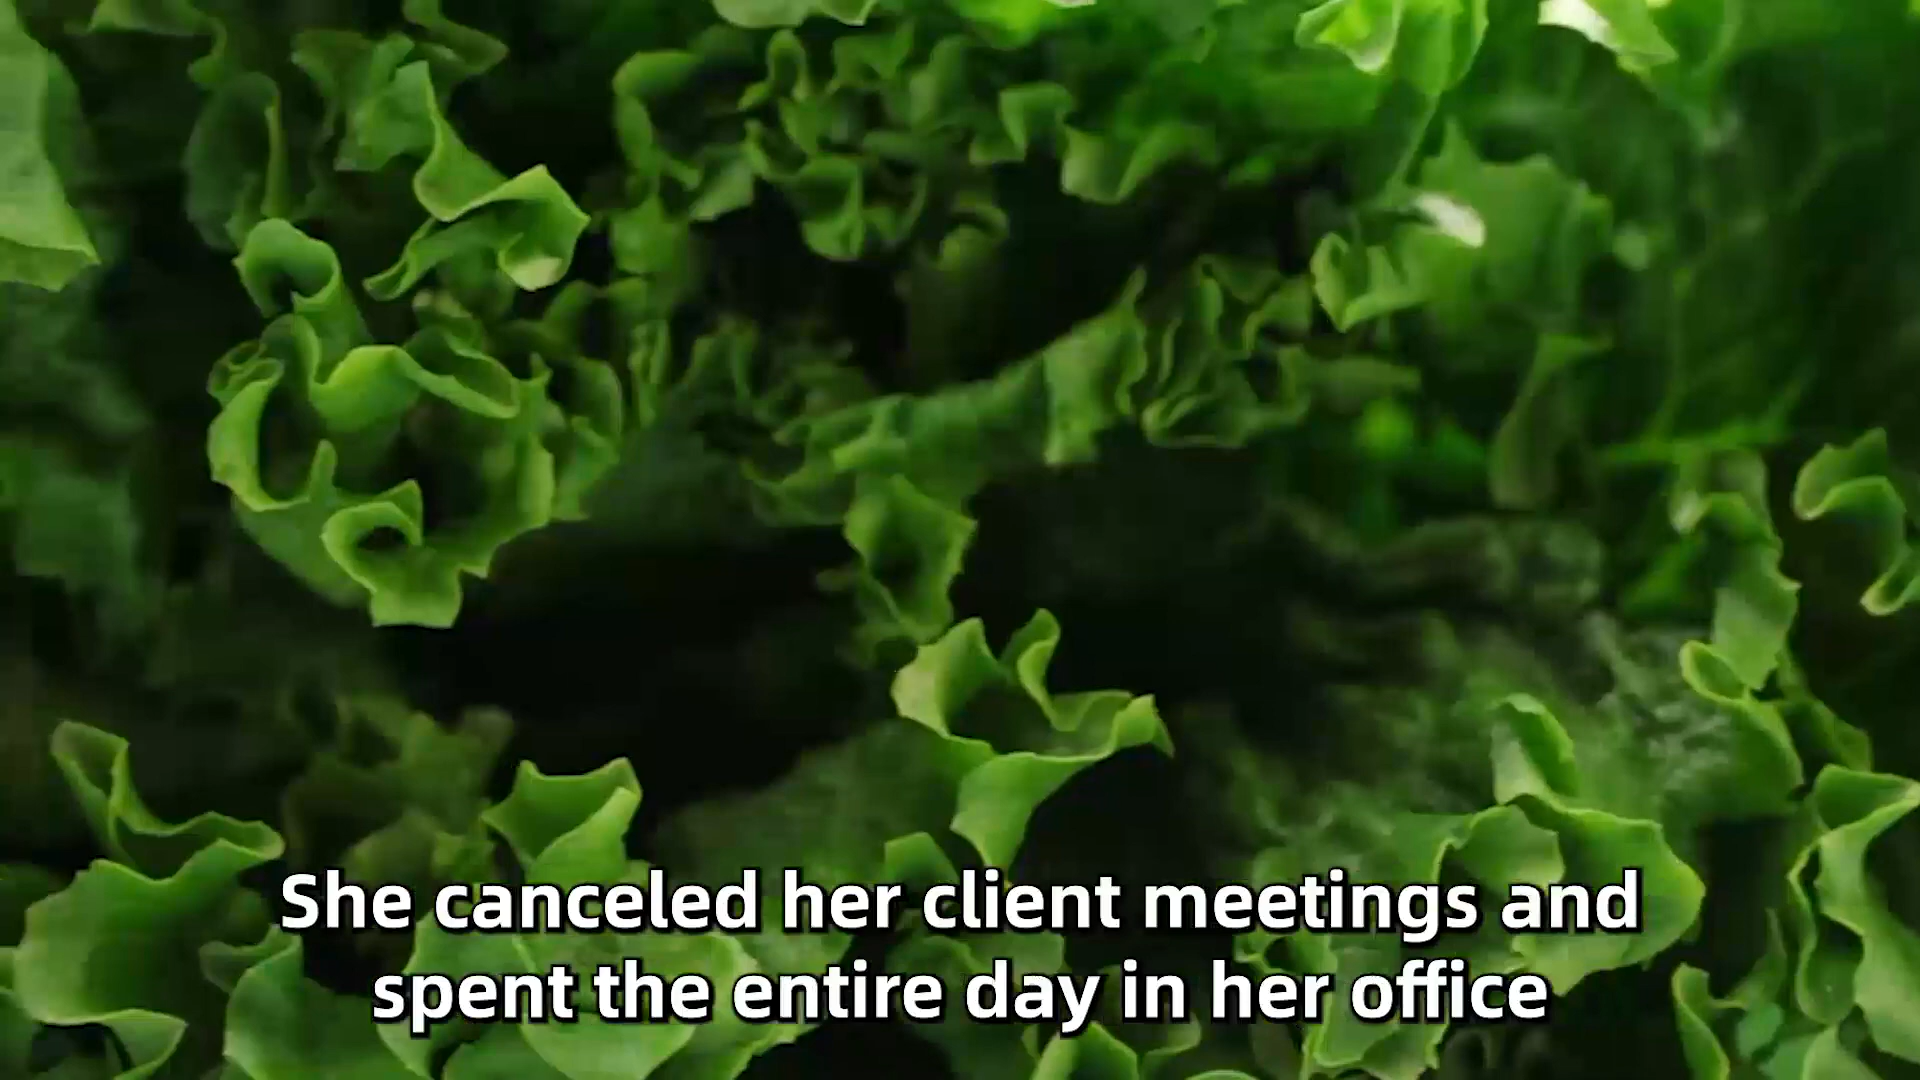 She canceled her client meetings and
spent the entire day in her office